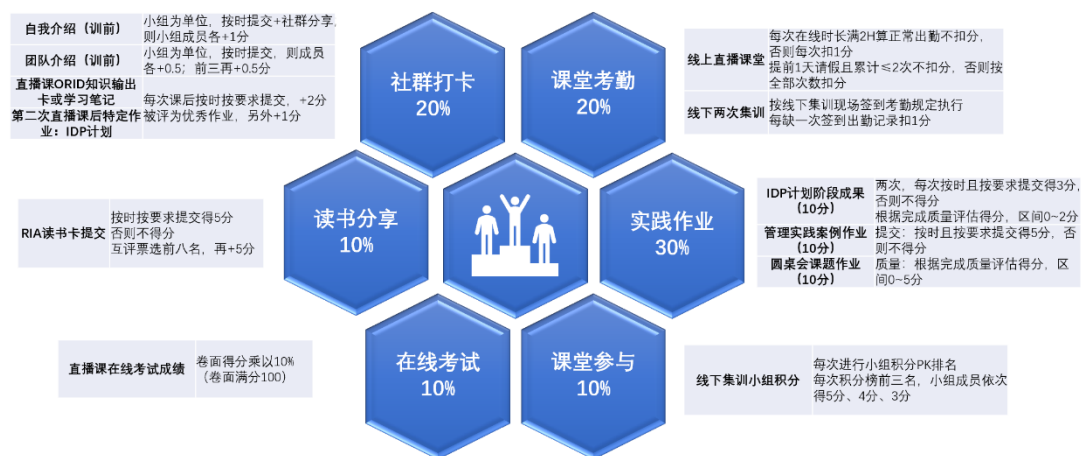 自我介绍（训前）
小组为单位，按时提交+社群分享，
则小组成员各+1分
团队介绍（训前）
小组为单位，按时提交，则成员
各+0.5；前三再+0.5分
直播课ORID知识输出
卡或学习笔记
第二次直播课后特定作
业：IDP计划
每次课后按时按要求提交，+2分
被评为优秀作业，另外+1分
社群打卡
20%
课堂考勤
20%
线上直播课堂
每次在线时长满2H算正常出勤不扣分，
否则每次扣1分
提前1天请假且累计≤2次不扣分，否则按
全部次数扣分
线下两次集训
按线下集训现场签到考勤规定执行
每缺一次签到出勤记录扣1分
RIA读书卡提交
按时按要求提交得5分
否则不得分
互评票选前八名，再+5分
读书分享
10%
实践作业
30%
IDP计划阶段成果
（10分）
两次，每次按时且按要求提交得3分，
否则不得分
根据完成质量评估得分，区间0~2分
管理实践案例作业
（10分）
提交：按时且按要求提交得5分，否
则不得分
圆桌会课题作业
（10分）
质量：根据完成质量评估得分，区
间0~5分
直播课在线考试成绩
卷面得分乘以10%
（卷面满分100）
在线考试
10%
课堂参与
10%
线下集训小组积分
每次进行小组积分PK排名
每次积分榜前三名，小组成员依次
得5分、4分、3分